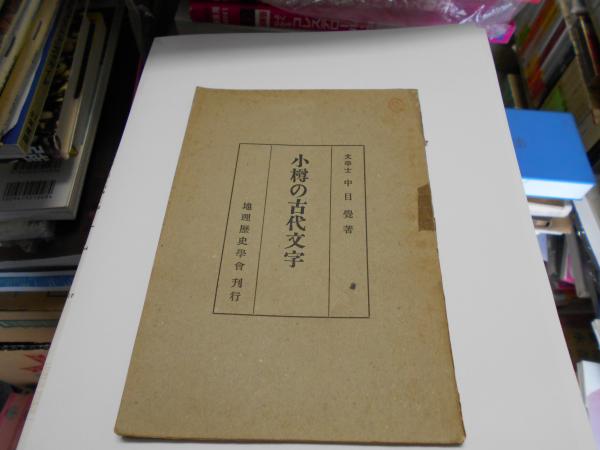 文學士 中目覺著
小樽の古代文字
地理歷史學會刊行